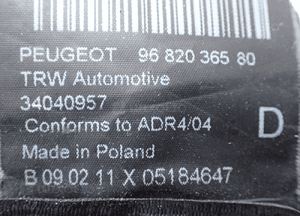 PEUGEOT 96 820 365 80
TRW Automotive
34040957
Conforms to ADR4/04
D
Made in Poland
B 09 02 11 X 05184647